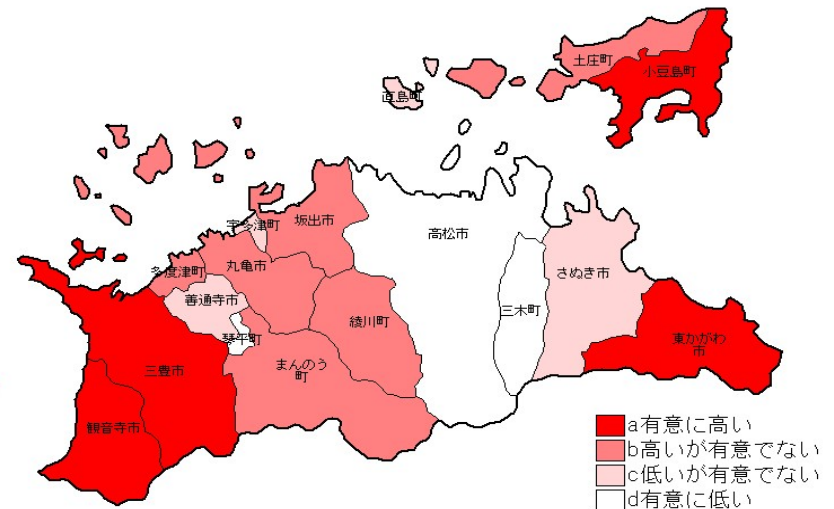 土庄町
小豆島町
直島町
宇多津町
坂出市
高松市
多度津町
丸亀市
さぬき市
善通寺市
三木町
綾川町
琴平町
東かがわ
市
まんのう
町
三豊市
観音寺市
a有意に高い
b高いが有意でない
c低いが有意でない
d有意に低い